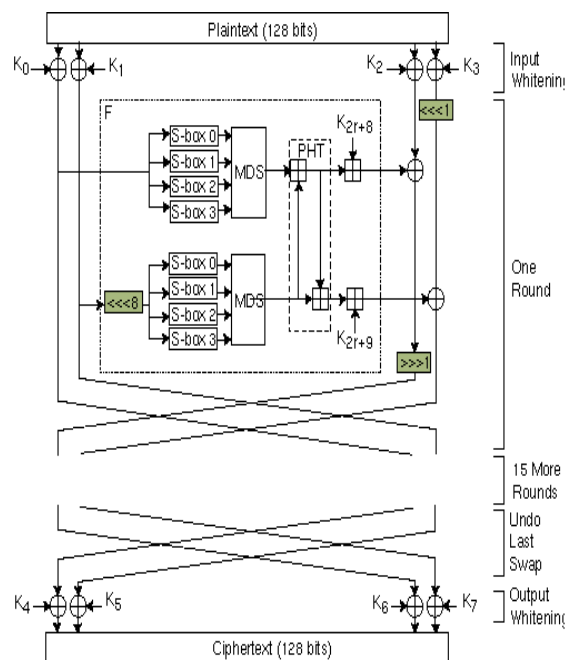 Plaintext (128 bits)
K0 K1 K2 K3
Input
Whitening
<<<1
F
K2r+8
S-box 0
S-box 1
S-box 2
S-box 3
MDS
PHT
One
Round
<<<8
S-box 0
S-box 1
S-box 2
S-box 3
MDS
K2r+9
>>>1
15 More
Rounds
Undo
Last
Swap
K4 K5 K6 K7
Output
Whitening
Ciphertext (128 bits)